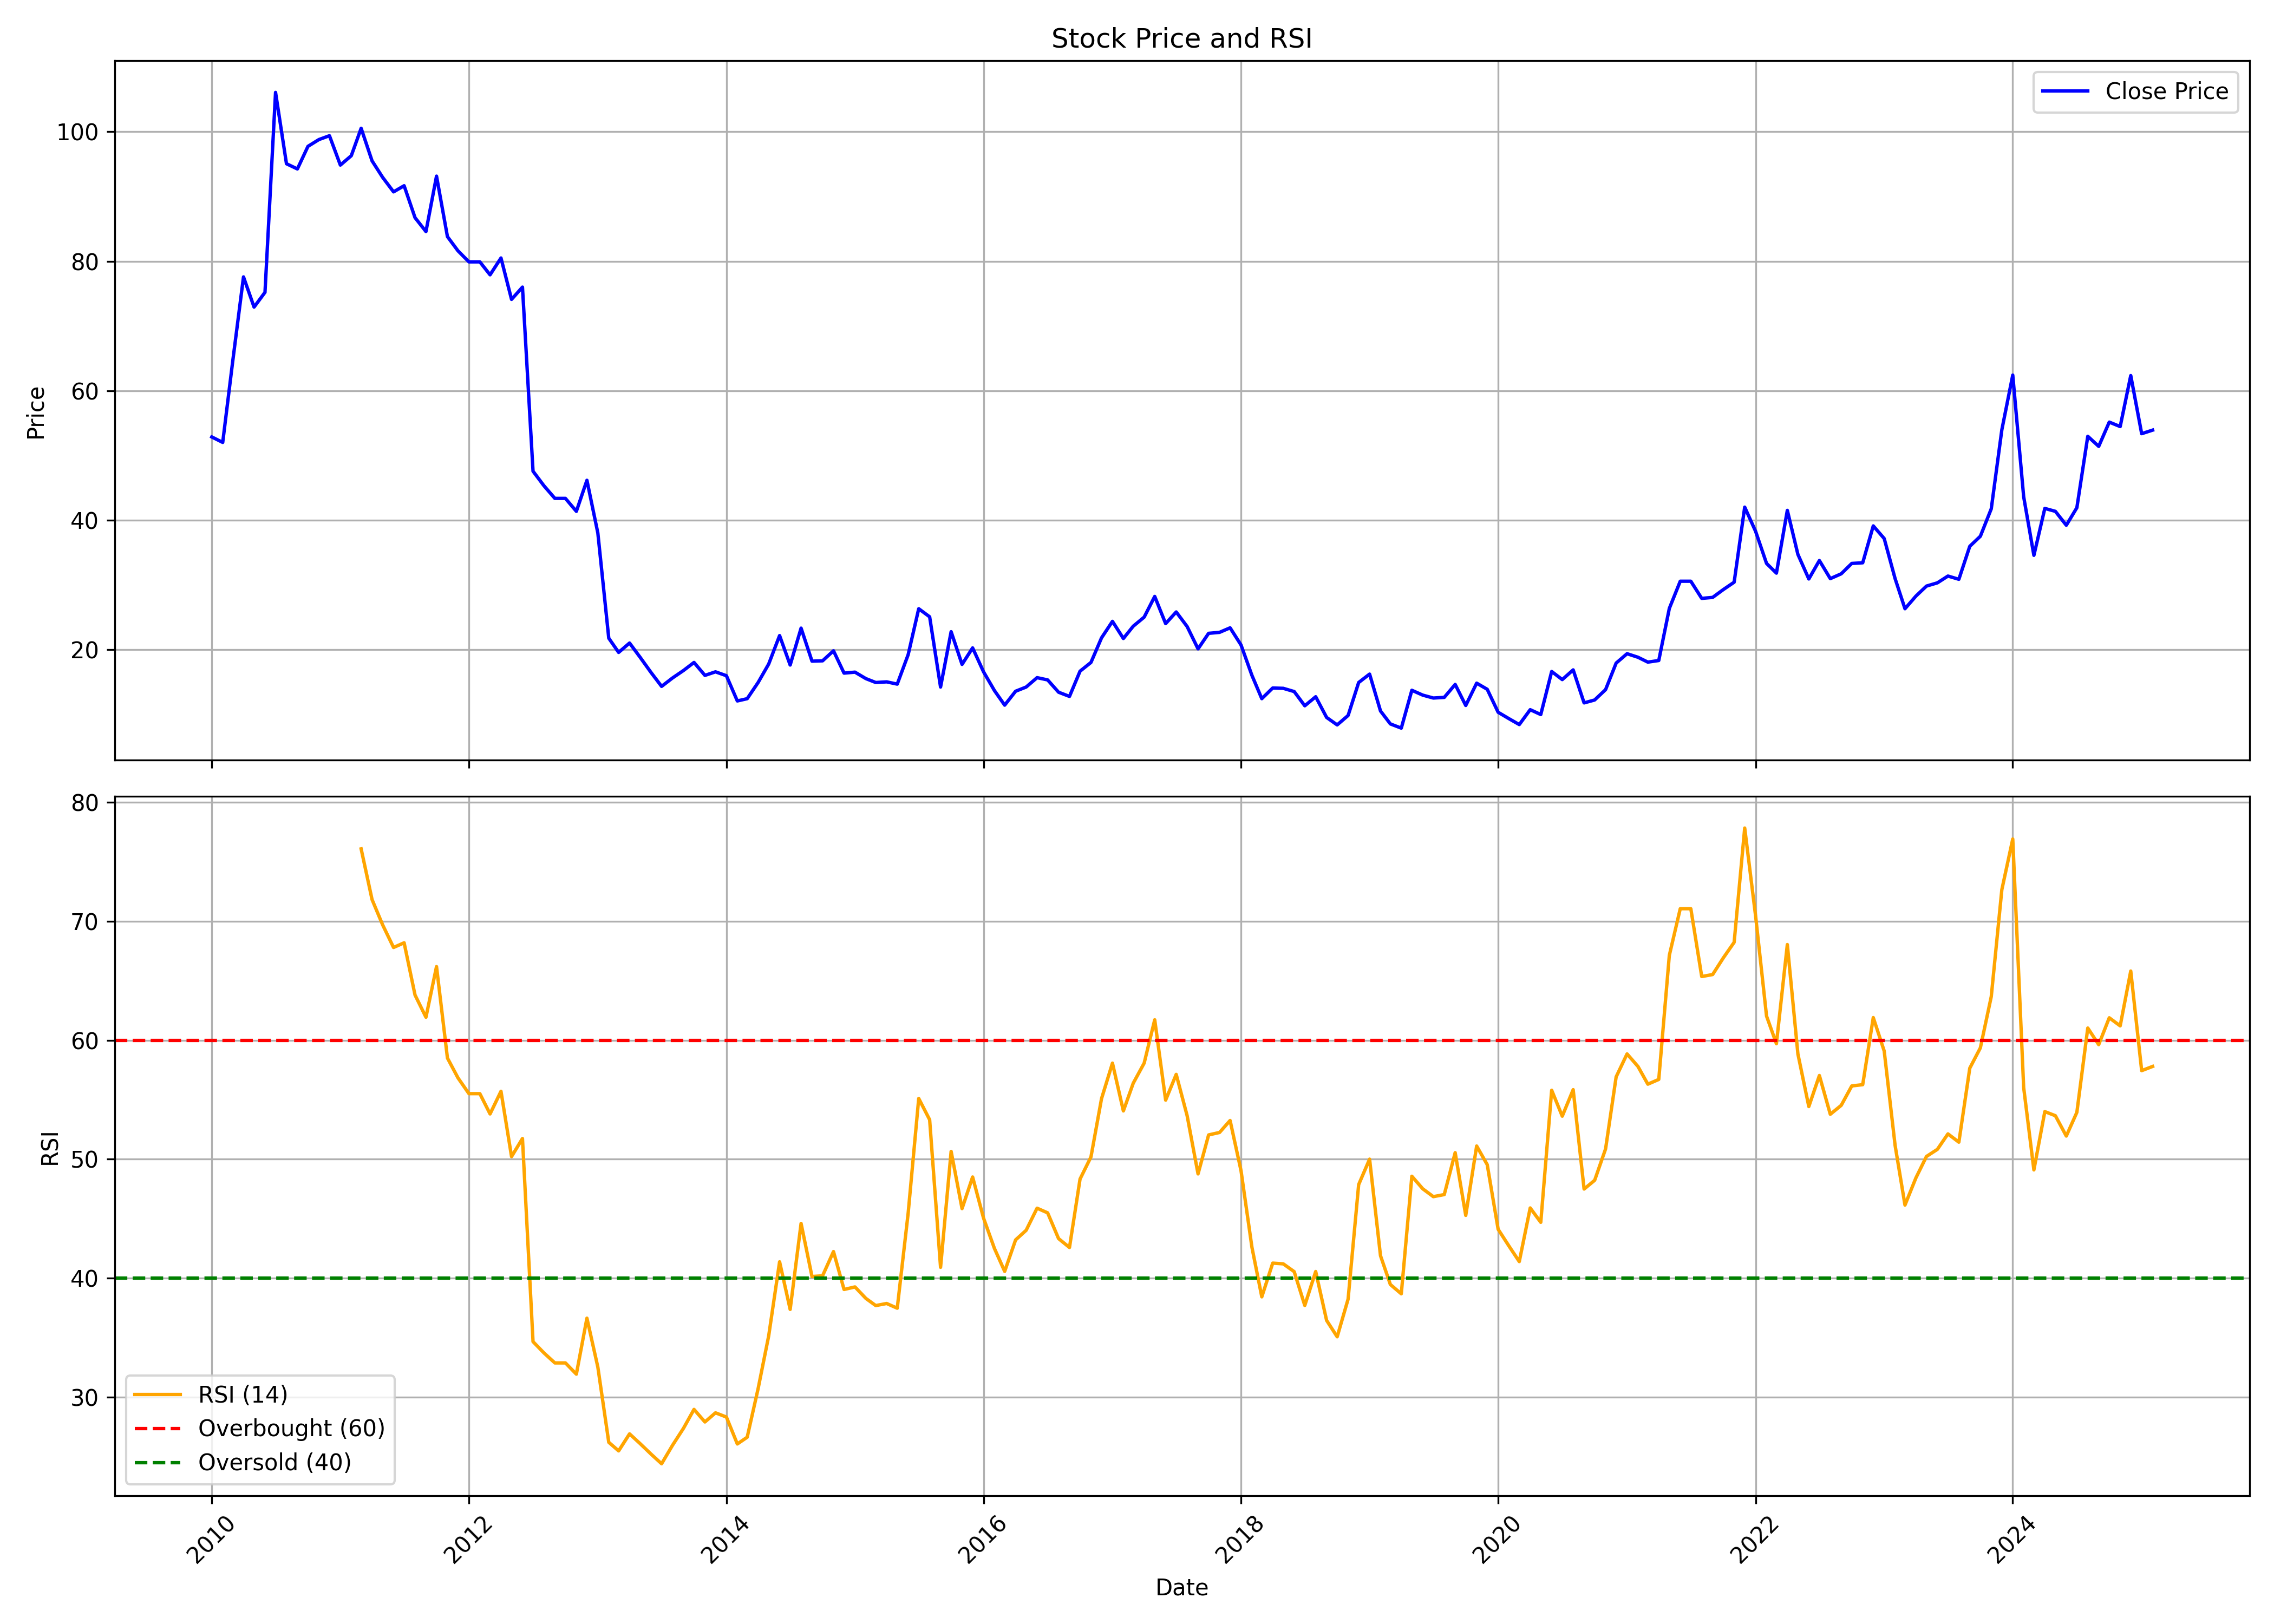 Stock Price and RSI
Close Price
100
80
60
40
20
Price
80
70
60
50
40
30
RSI
RSI (14)
Overbought (60)
Oversold (40)
2010
2012
2014
2016
2018
2020
2022
2024
Date